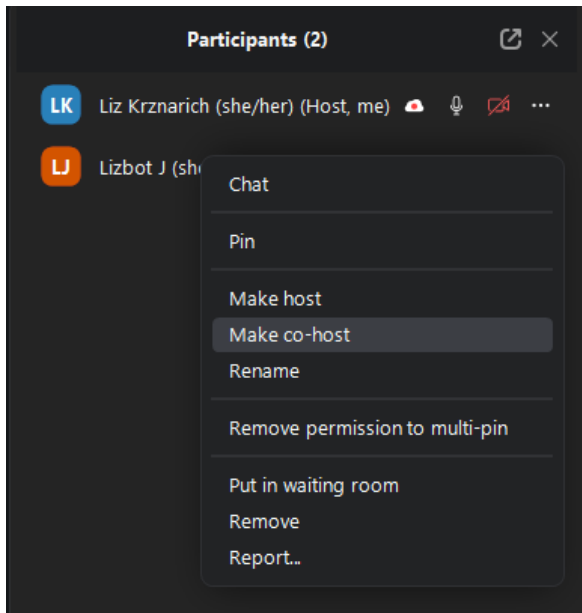 Participants (2)
LK Liz Krznarich (she/her) (Host, me)
LJ Lizbot J
Chat
Pin
Make host
Make co-host
Rename
Remove permission to multi-pin
Put in waiting room
Remove
Report...